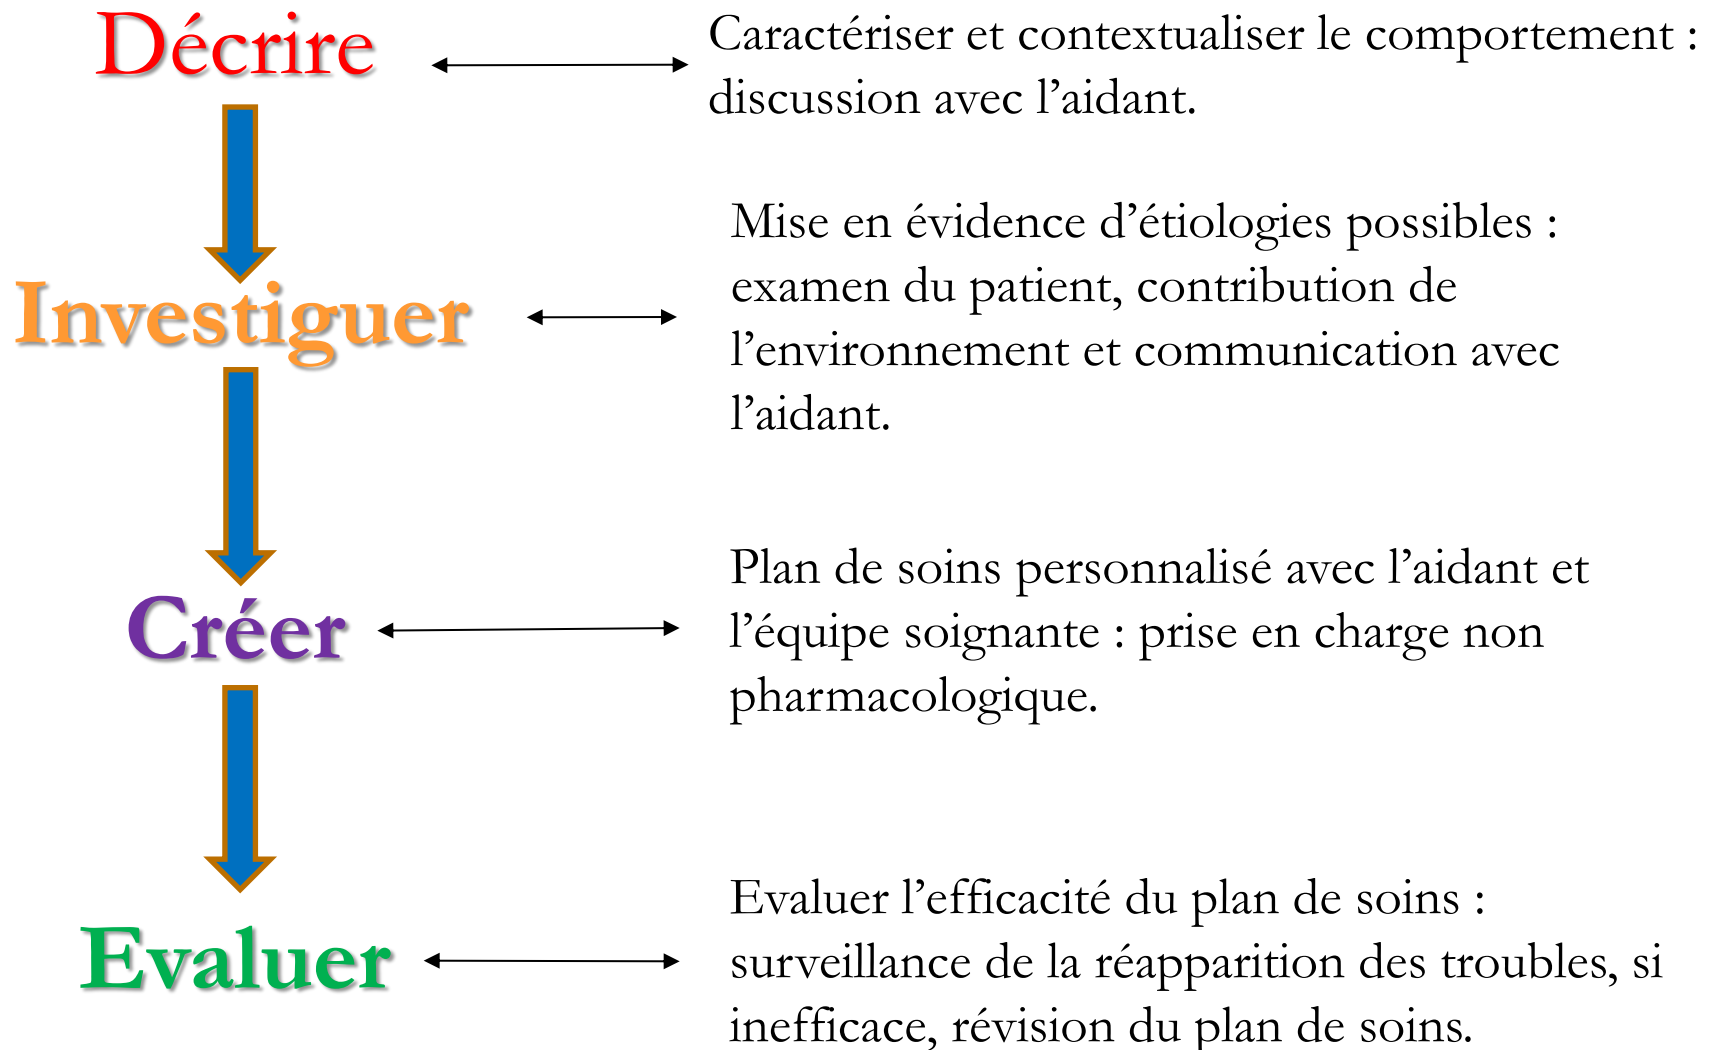 Décrire
Caractériser et contextualiser le comportement :
discussion avec l’aidant.
Investiguer
Mise en évidence d’étiologies possibles :
examen du patient, contribution de
l’environnement et communication avec
l’aidant.
Créer
Plan de soins personnalisé avec l’aidant et
l’équipe soignante : prise en charge non
pharmacologique.
Evaluer
Evaluer l’efficacité du plan de soins :
surveillance de la réapparition des troubles, si
inefficace, révision du plan de soins.